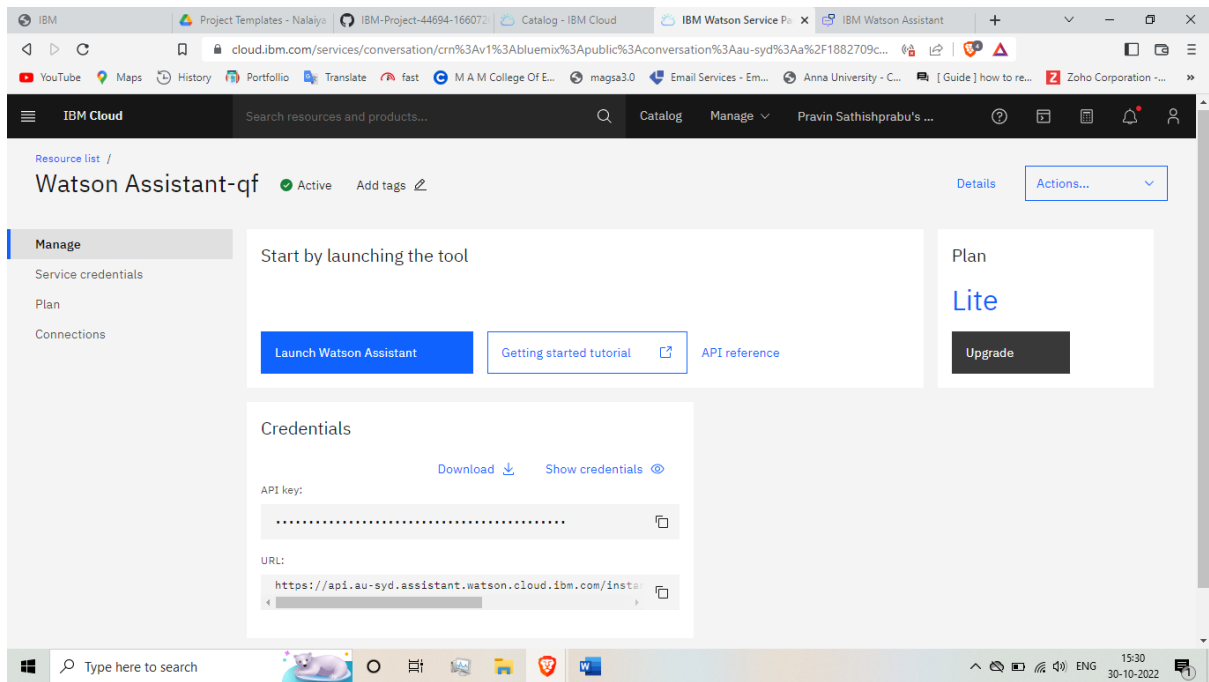 IBM
Project Templates - Nalaiya
IBM-Project-44694-166072
Catalog - IBM Cloud
IBM Watson Service Pa
IBM Watson Assistant
cloud.ibm.com/services/conversation/crn%3Av1%3Abluemix%3Apublic%3Aconversation%3Aau-syd%3Aa%2F1882709c...
YouTube
Maps
History
Portfollio
Translate
fast
M A M College Of E...
magsa3.0
Email Services - Em...
Anna University - C...
[ Guide ] how to re...
Zoho Corporation -...
»
IBM Cloud
Search resources and products...
Catalog
Manage
Pravin Sathishprabu's ...
Resource list /
Watson Assistant-qf
Active
Add tags
Details
Actions...
Manage
Service credentials
Plan
Connections
Start by launching the tool
Launch Watson Assistant
Getting started tutorial
API reference
Plan
Lite
Upgrade
Credentials
Download
Show credentials
API key:
............................................
URL:
https://api.au-syd.assistant.watson.cloud.ibm.com/insta
Type here to search
ENG
15:30
30-10-2022
1